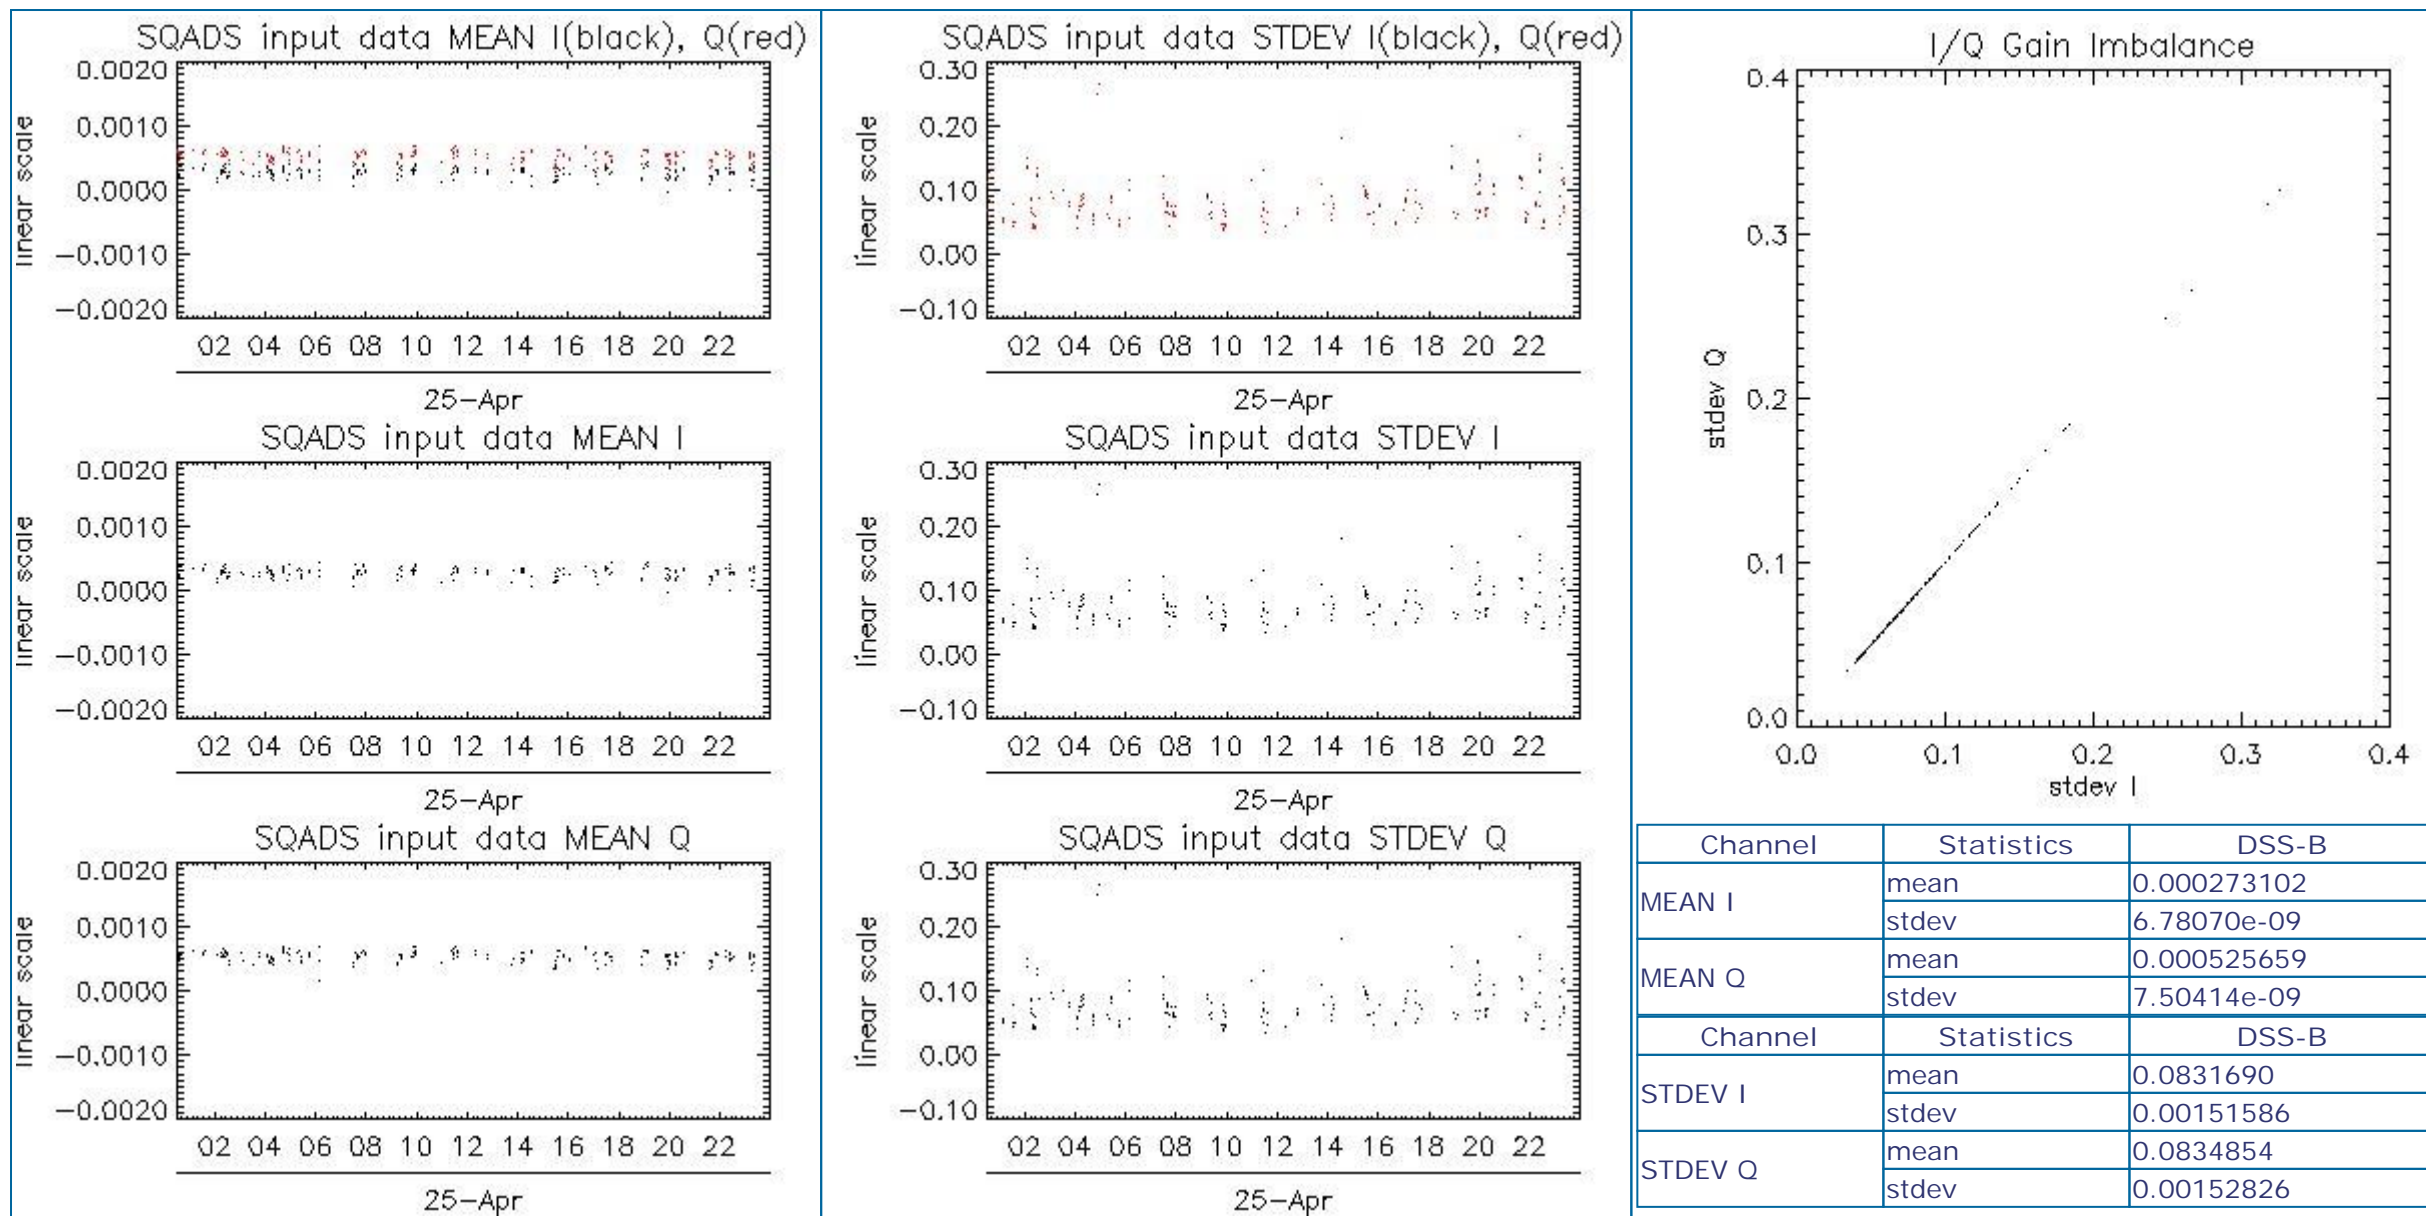 SQADS input data MEAN I(black), Q(red)
0.0020
0.0010
0.0000
−0.0010
−0.0020
linear scale
02 04 06 08 10 12 14 16 18 20 22
25−Apr
SQADS input data MEAN I
0.0020
0.0010
0.0000
−0.0010
−0.0020
linear scale
02 04 06 08 10 12 14 16 18 20 22
25−Apr
SQADS input data MEAN Q
0.0020
0.0010
0.0000
−0.0010
−0.0020
linear scale
02 04 06 08 10 12 14 16 18 20 22
25−Apr
SQADS input data STDEV I(black), Q(red)
0.30
0.20
0.10
0.00
−0.10
linear scale
02 04 06 08 10 12 14 16 18 20 22
25−Apr
SQADS input data STDEV I
0.30
0.20
0.10
0.00
−0.10
linear scale
02 04 06 08 10 12 14 16 18 20 22
25−Apr
SQADS input data STDEV Q
0.30
0.20
0.10
0.00
−0.10
linear scale
02 04 06 08 10 12 14 16 18 20 22
25−Apr
I/Q Gain Imbalance
0.4
0.3
0.2
0.1
0.0
stdev Q
0.0 0.1 0.2 0.3 0.4
stdev I
Channel Statistics DSS-B
MEAN I mean 0.000273102
stdev 6.78070e-09
MEAN Q mean 0.000525659
stdev 7.50414e-09
Channel Statistics DSS-B
STDEV I mean 0.0831690
stdev 0.00151586
STDEV Q mean 0.0834854
stdev 0.00152826